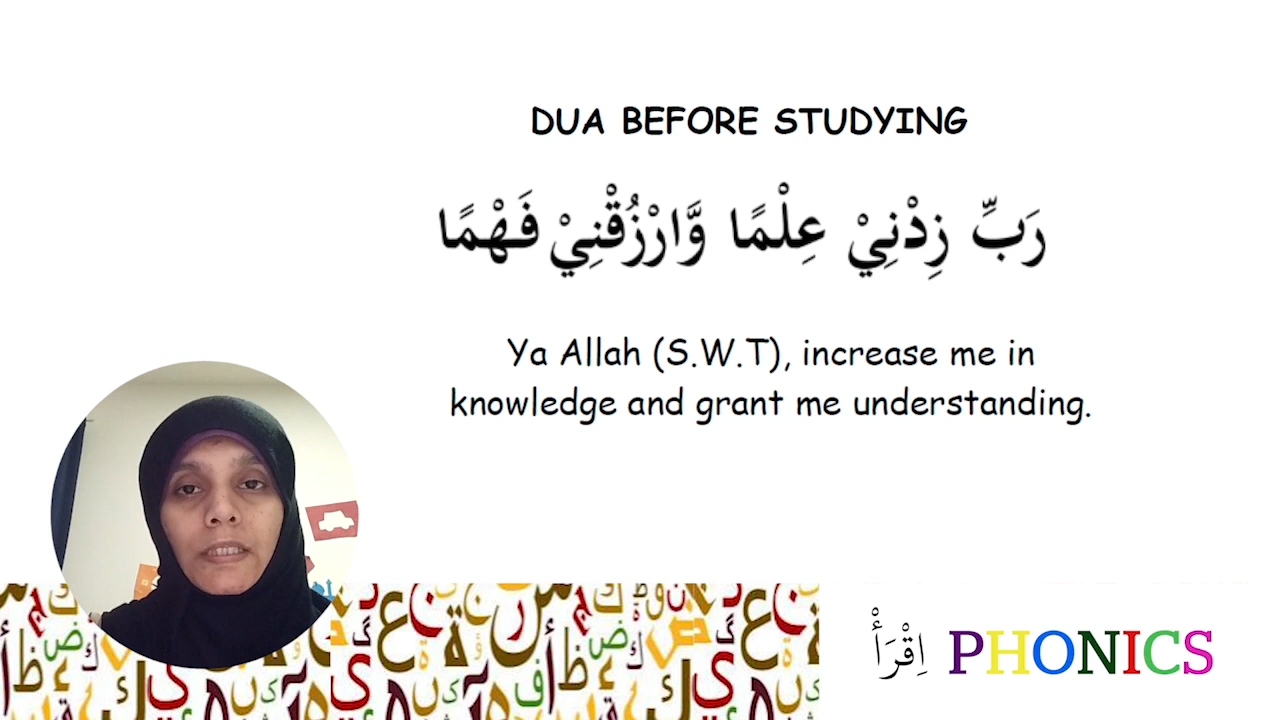 DUA BEFORE STUDYING
رَبِّ زِدْنِيْ عِلْمًا وَّارْزُقْنِيْ فَهْمًا
Ya Allah (S.W.T), increase me in
knowledge and grant me understanding.
اِقْرَأْ PHONICS